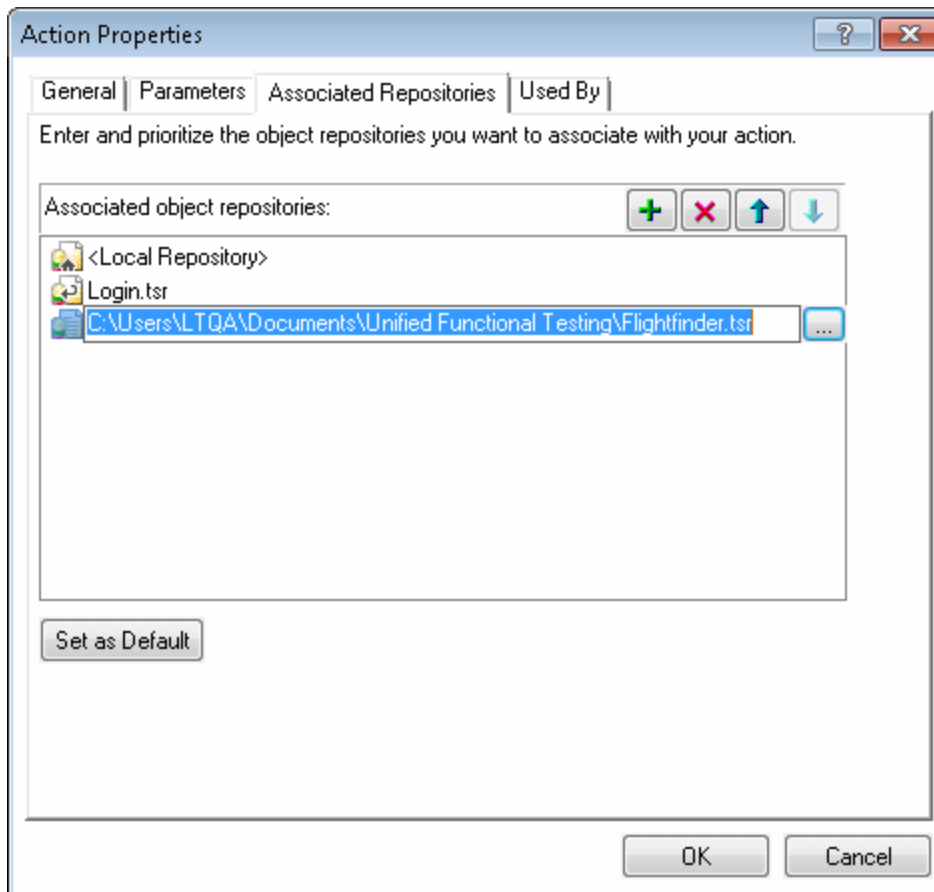 Action Properties
General Parameters Associated Repositories Used By
Enter and prioritize the object repositories you want to associate with your action.
Associated object repositories:
<Local Repository>
Login.tsr
C:\Users\LTQA\Documents\Unified Functional Testing\Flightfinder.tsr ...
Set as Default
OK Cancel